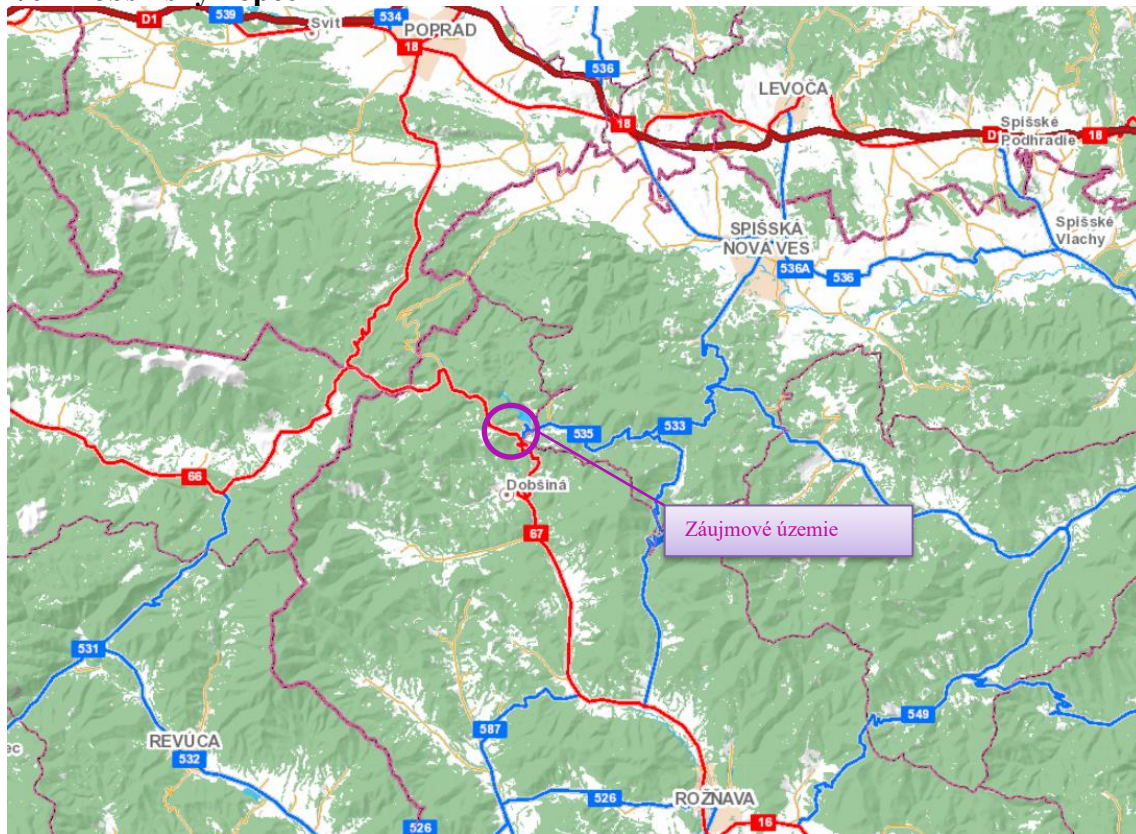 D1
539
Svit
534
POPRAD
18
536
LEVOČA
18
Spišské
Podhradie
18
SPIŠSKÁ
NOVÁ VES
Spišské
Vlachy
536A
536
535
533
66
Dobšiná
Záujmové územie
67
531
549
REVÚCA
532
587
526
ROŽŇAVA
526
16